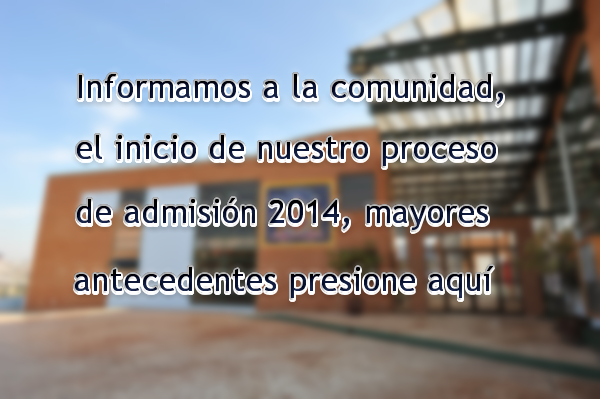 Informamos a la comunidad,
el inicio de nuestro proceso
de admisión 2014, mayores
antecedentes presione aquí